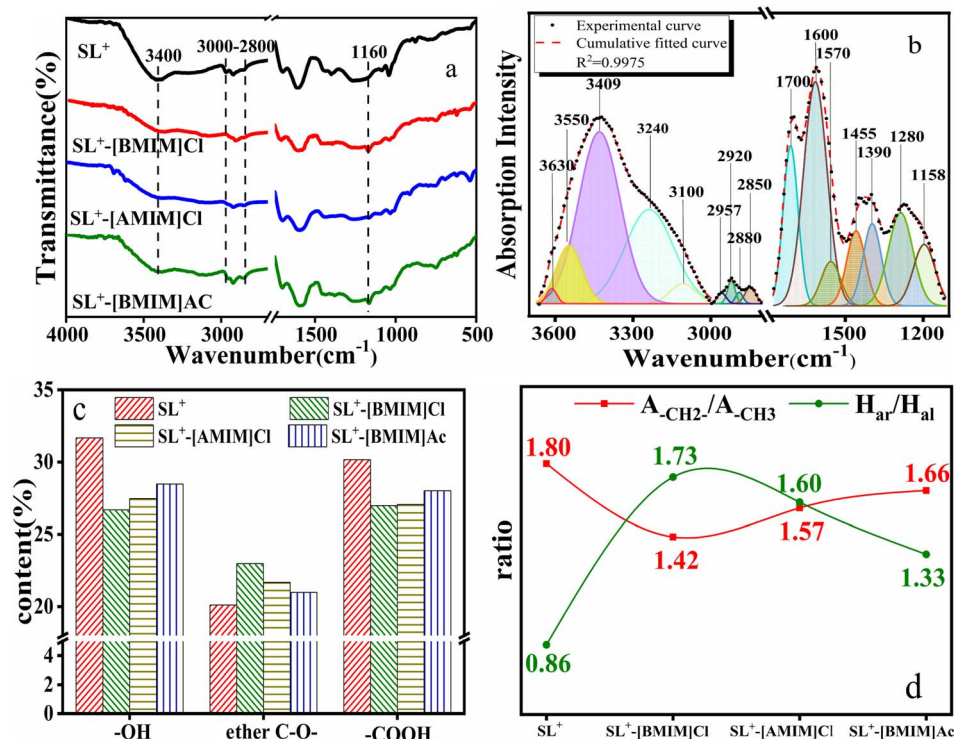 SL⁺
3400
3000-2800
1160
a
SL⁺-[BMIM]Cl
SL⁺-[AMIM]Cl
SL⁺-[BMIM]AC
Transmittance(%)
4000 3500 3000 1500 1000 500
Wavenumber(cm⁻¹)
Experimental curve
Cumulative fitted curve
R²=0.9975
b
1600
1570
1700
3409
3550
3240
3630
3100
2920
2850
2957
2880
1455
1280
1390
1158
Absorption Intensity
3600 3300 3000 1500 1200
Wavenumber(cm⁻¹)
c
SL⁺
SL⁺-[BMIM]Cl
SL⁺-[AMIM]Cl
SL⁺-[BMIM]Ac
content(%)
35
30
25
20
4
2
0
-OH ether C-O- -COOH
A-CH2-/A-CH3
Har/Hal
1.80
1.73
1.66
1.60
1.57
1.42
1.33
0.86
ratio
d
SL⁺ SL⁺-[BMIM]Cl SL⁺-[AMIM]Cl SL⁺-[BMIM]Ac